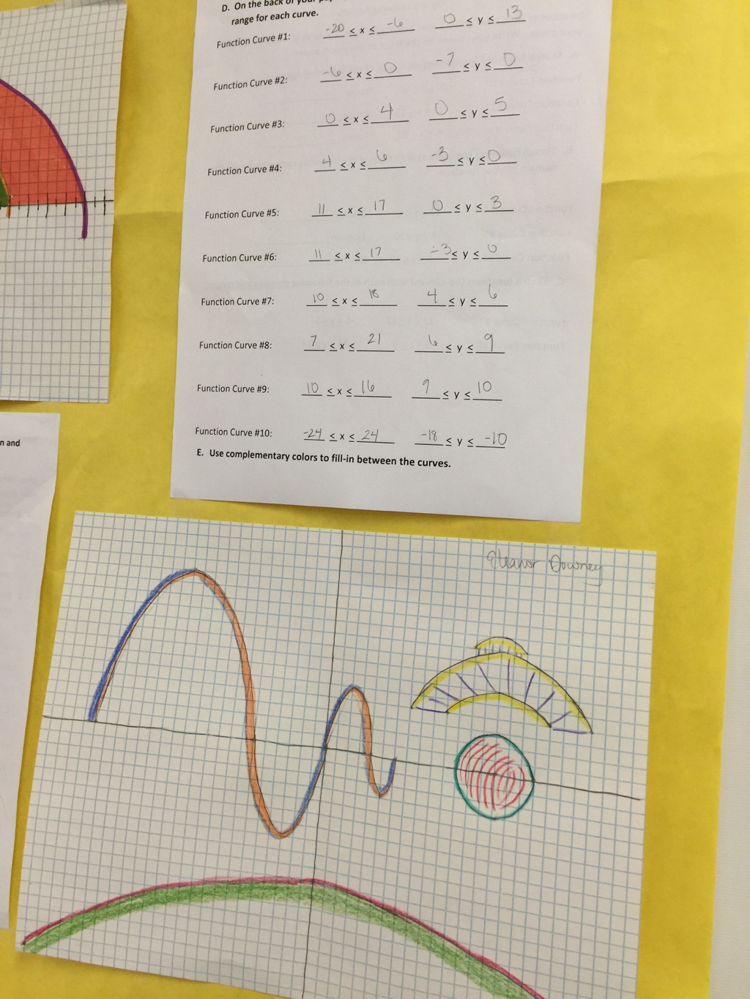 D. On the back of your
range for each curve.
Function Curve #1: -20 ≤ x ≤ -6 0 ≤ y ≤ 13
Function Curve #2: -6 ≤ x ≤ 0 -7 ≤ y ≤ 0
Function Curve #3: 0 ≤ x ≤ 4 0 ≤ y ≤ 5
Function Curve #4: 4 ≤ x ≤ 6 -3 ≤ y ≤ 0
Function Curve #5: 11 ≤ x ≤ 17 0 ≤ y ≤ 3
Function Curve #6: 11 ≤ x ≤ 17 -3 ≤ y ≤ 0
Function Curve #7: 10 ≤ x ≤ 18 4 ≤ y ≤ 6
Function Curve #8: 7 ≤ x ≤ 21 6 ≤ y ≤ 9
Function Curve #9: 10 ≤ x ≤ 16 9 ≤ y ≤ 10
Function Curve #10: -24 ≤ x ≤ 24 -18 ≤ y ≤ -10
E. Use complementary colors to fill-in between the curves.
n and
Eleanor Downey